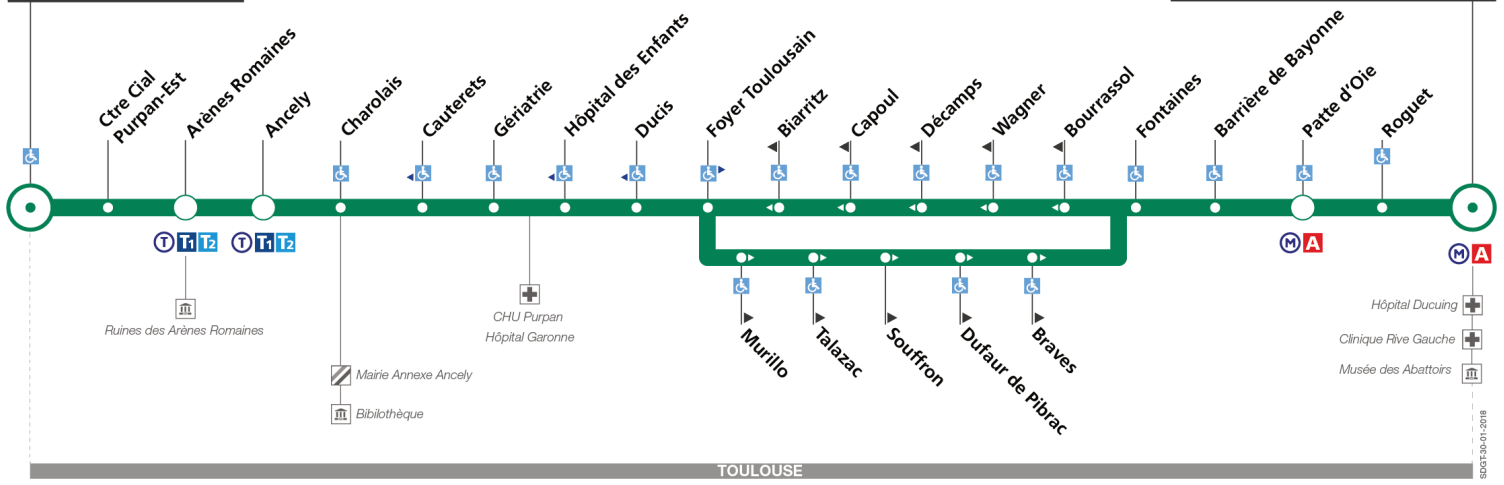 Ctre Cial
Purpan-Est
Arènes Romaines
Ancely
Charolais
Cauterets
Gériatrie
Hôpital des Enfants
Ducis
Foyer Toulousain
Biarritz
Capoul
Décamps
Wagner
Bourrassol
Fontaines
Barrière de Bayonne
Patte d'Oie
Roguet
T T1 T2
T T1 T2
M A
M A
Ruines des Arènes Romaines
CHU Purpan
Hôpital Garonne
Mairie Annexe Ancely
Bibilothèque
Murillo
Talazac
Souffron
Dufaur de Pibrac
Braves
Hôpital Ducuing
Clinique Rive Gauche
Musée des Abattoirs
TOULOUSE
SDGT-30-01-2018